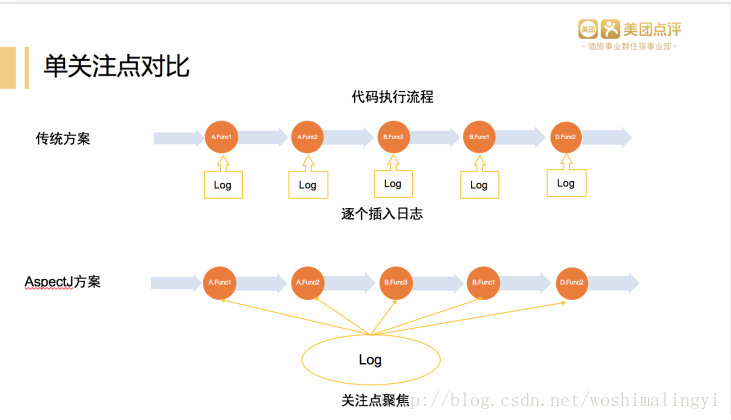 美团 美团点评
·酒旅事业群住宿事业部·
单关注点对比
代码执行流程
传统方案
A.Func1 A.Func2 B.Func3 B.Func1 D.Func2
Log Log Log Log Log
逐个插入日志
AspectJ方案
A.Func1 A.Func2 B.Func3 B.Func1 D.Func2
Log
关注点聚焦
p://blog.csdn.net/woshimalingyi